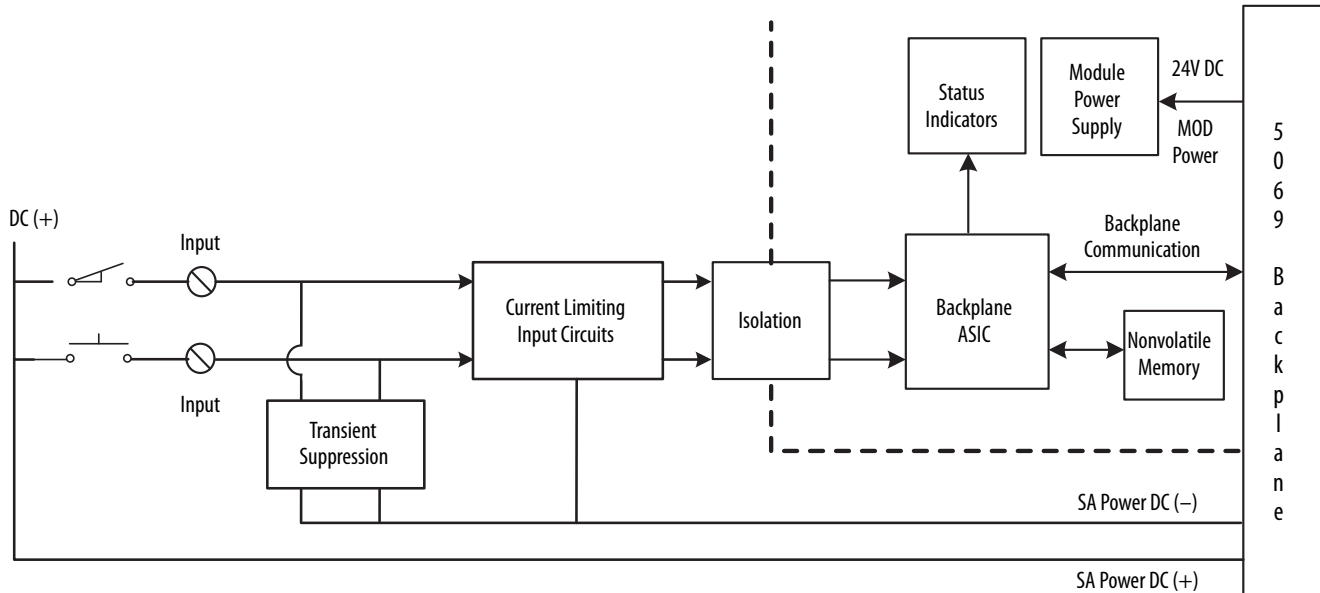 Status
Indicators
Module
Power
Supply
24V DC
MOD
Power
5069 Backplane
DC (+)
Input
Input
Current Limiting
Input Circuits
Isolation
Backplane
ASIC
Backplane
Communication
Nonvolatile
Memory
Transient
Suppression
SA Power DC (–)
SA Power DC (+)